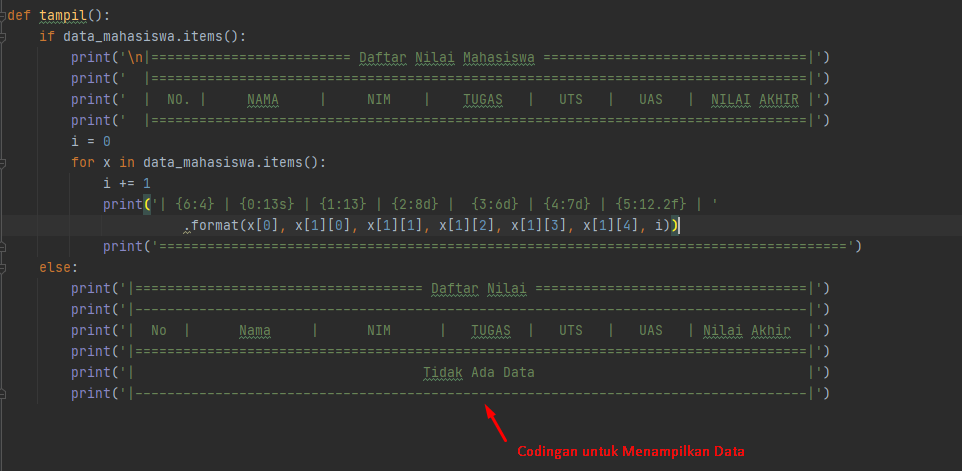 def tampil():
    if data_mahasiswa.items():
        print('\n|========================= Daftar Nilai Mahasiswa =================================|')
        print('  |==================================================================================|')
        print('  |  NO. |     NAMA     |     NIM    |    TUGAS   |   UTS   |   UAS   |  NILAI AKHIR |')
        print('  |==================================================================================|')
        i = 0
        for x in data_mahasiswa.items():
            i += 1
            print('| {6:4} | {0:13s} | {1:13} | {2:8d} |  {3:6d} | {4:7d} | {5:12.2f} | '
                      .format(x[0], x[1][0], x[1][1], x[1][2], x[1][3], x[1][4], i))
            print('======================================================================================')
    else:
        print('|==================================== Daftar Nilai ==================================|')
        print('|------------------------------------------------------------------------------------|')
        print('|  No  |      Nama     |      NIM      |   TUGAS  |   UTS   |   UAS   | Nilai Akhir  |')
        print('|====================================================================================|')
        print('|                                    Tidak Ada Data                                  |')
        print('|------------------------------------------------------------------------------------|')
Codingan untuk Menampilkan Data